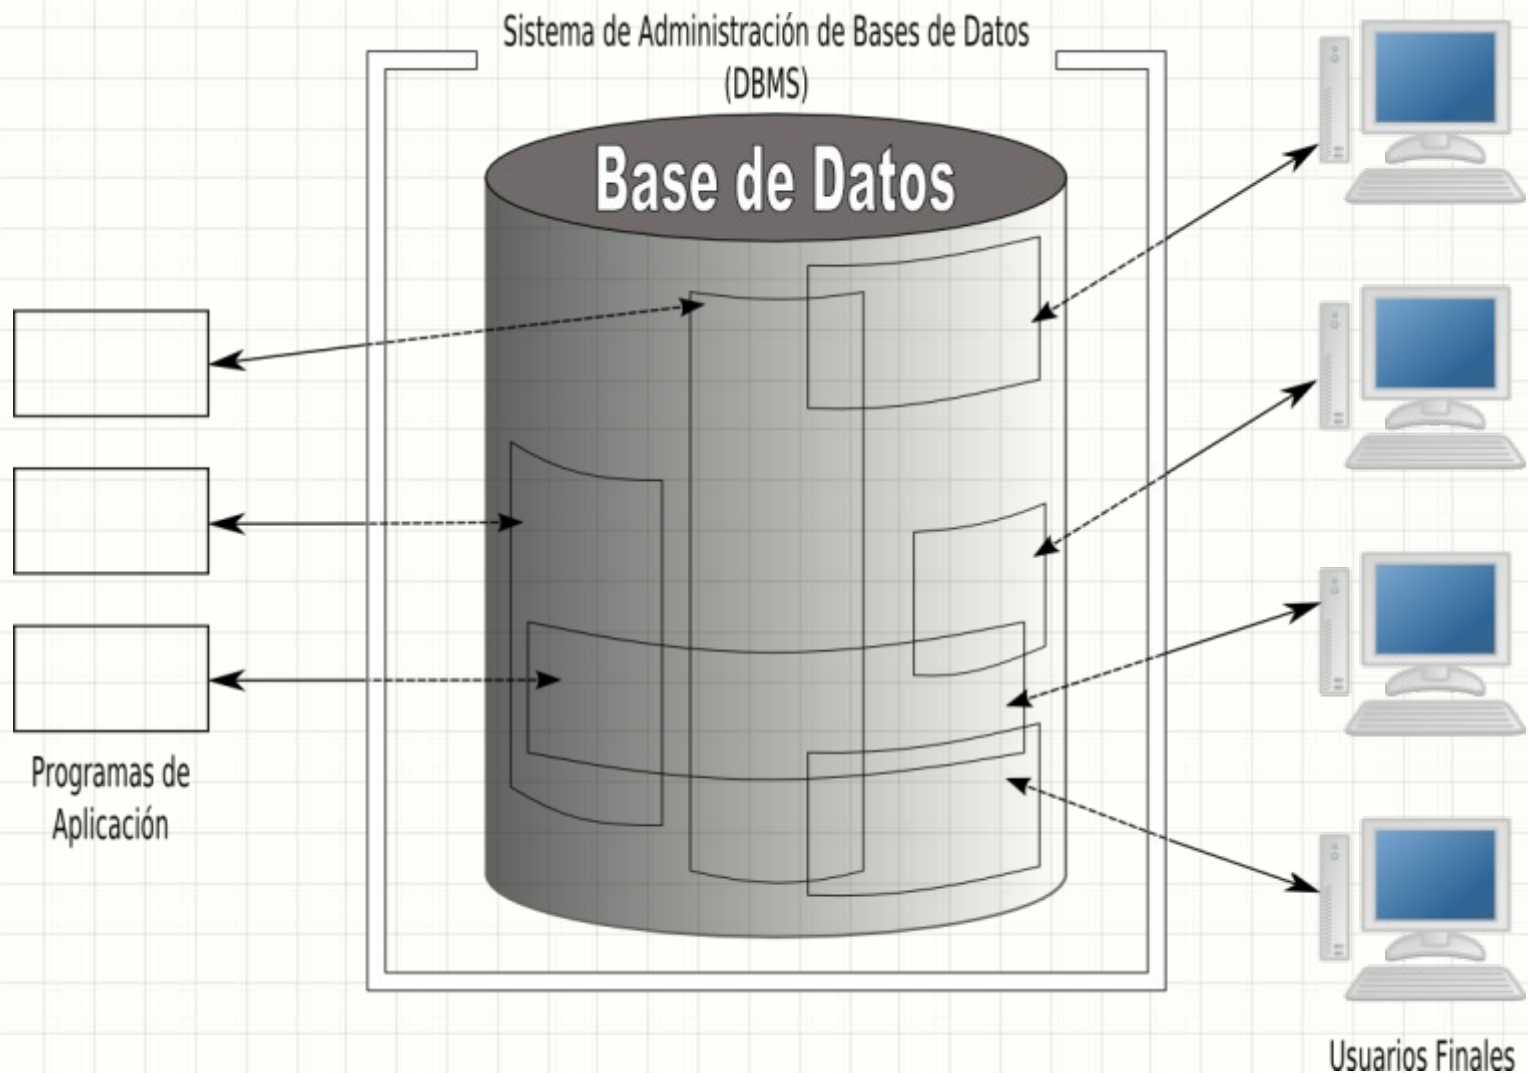 Sistema de Administración de Bases de Datos
(DBMS)
Base de Datos
Programas de
Aplicación
Usuarios Finales